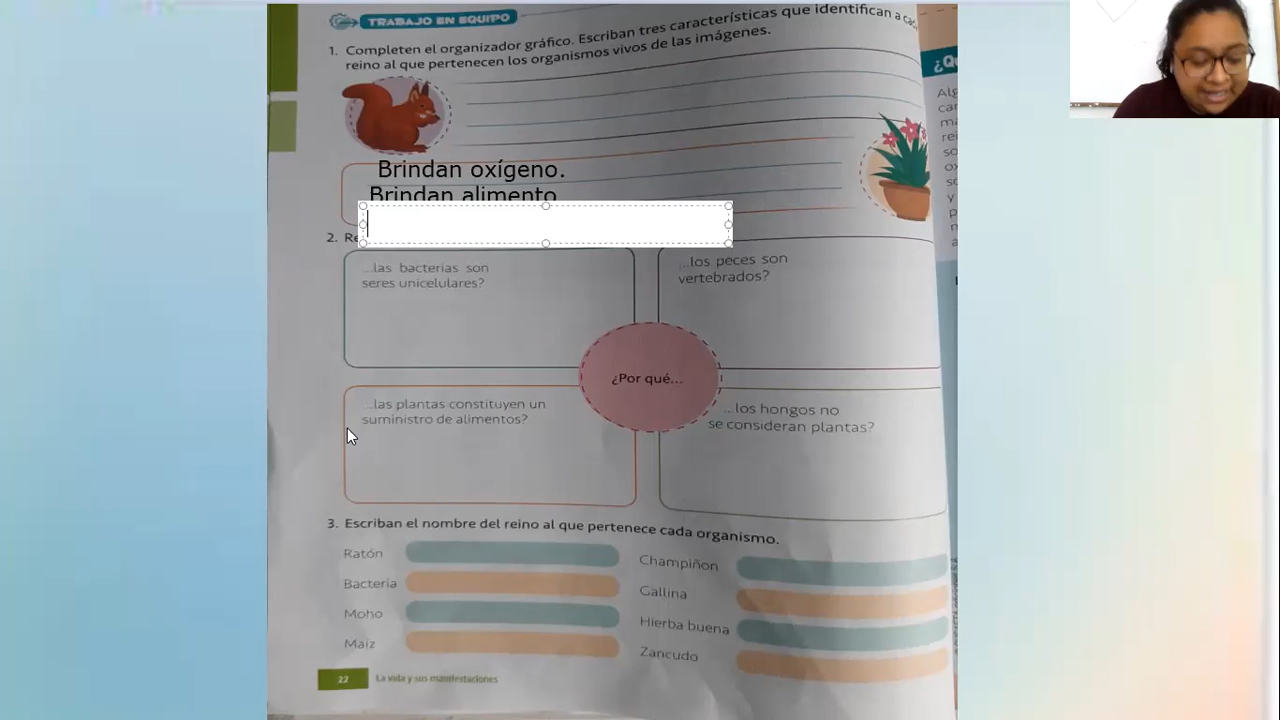 TRABAJO EN EQUIPO
1. Completen el organizador gráfico. Escriban tres características que identifican a cada
reino al que pertenecen los organismos vivos de las imágenes.
Brindan oxígeno.
Brindan alimento
2.
...las bacterias son
seres unicelulares?
...los peces son
vertebrados?
¿Por qué...
...las plantas constituyen un
suministro de alimentos?
...los hongos no
se consideran plantas?
3. Escriban el nombre del reino al que pertenece cada organismo.
Ratón
Bacteria
Moho
Maíz
Champiñon
Gallina
Hierba buena
Zancudo
22 La vida y sus manifestaciones